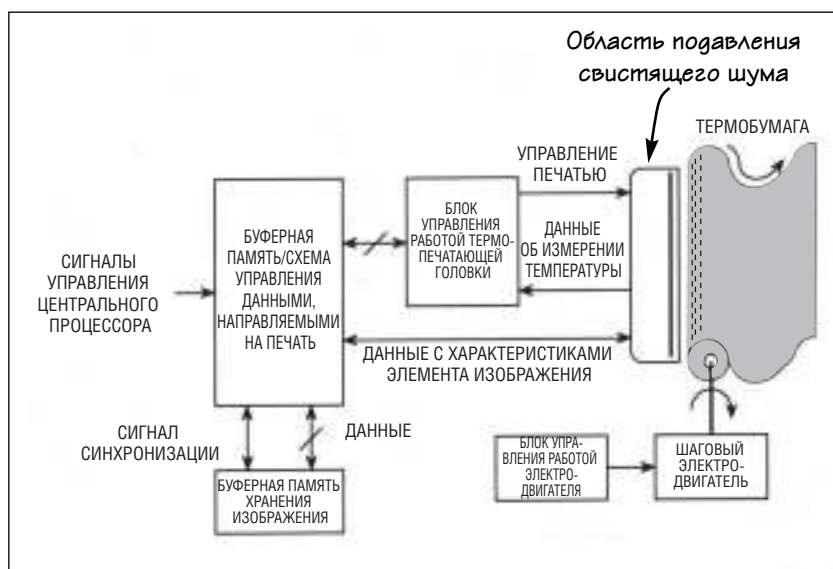 Область подавления
свистящего шума
ТЕРМОБУМАГА
УПРАВЛЕНИЕ
ПЕЧАТЬЮ
БЛОК
УПРАВЛЕНИЯ
РАБОТОЙ ТЕРМО-
ПЕЧАТАЮЩЕЙ
ГОЛОВКИ
ДАННЫЕ
ОБ ИЗМЕРЕНИИ
ТЕМПЕРАТУРЫ
БУФЕРНАЯ
ПАМЯТЬ/СХЕМА
УПРАВЛЕНИЯ
ДАННЫМИ,
НАПРАВЛЯЕМЫМИ
НА ПЕЧАТЬ
СИГНАЛЫ
УПРАВЛЕНИЯ
ЦЕНТРАЛЬНОГО
ПРОЦЕССОРА
ДАННЫЕ С ХАРАКТЕРИСТИКАМИ
ЭЛЕМЕНТА ИЗОБРАЖЕНИЯ
СИГНАЛ
СИНХРОНИЗАЦИИ
ДАННЫЕ
БУФЕРНАЯ ПАМЯТЬ
ХРАНЕНИЯ
ИЗОБРАЖЕНИЯ
БЛОК УПРА-
ВЛЕНИЯ РАБОТОЙ
ЭЛЕКТРО-
ДВИГАТЕЛЯ
ШАГОВЫЙ
ЭЛЕКТРО-
ДВИГАТЕЛЬ